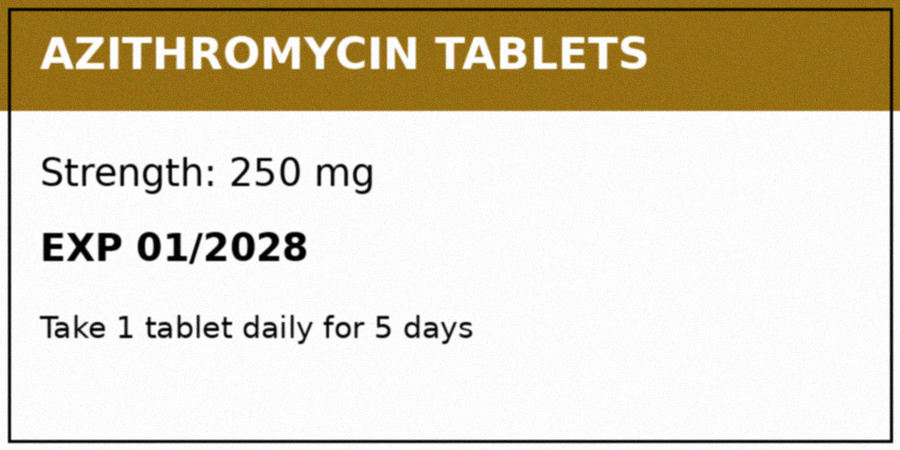 AZITHROMYCIN TABLETS
Strength: 250 mg
EXP 01/2028
Take 1 tablet daily for 5 days